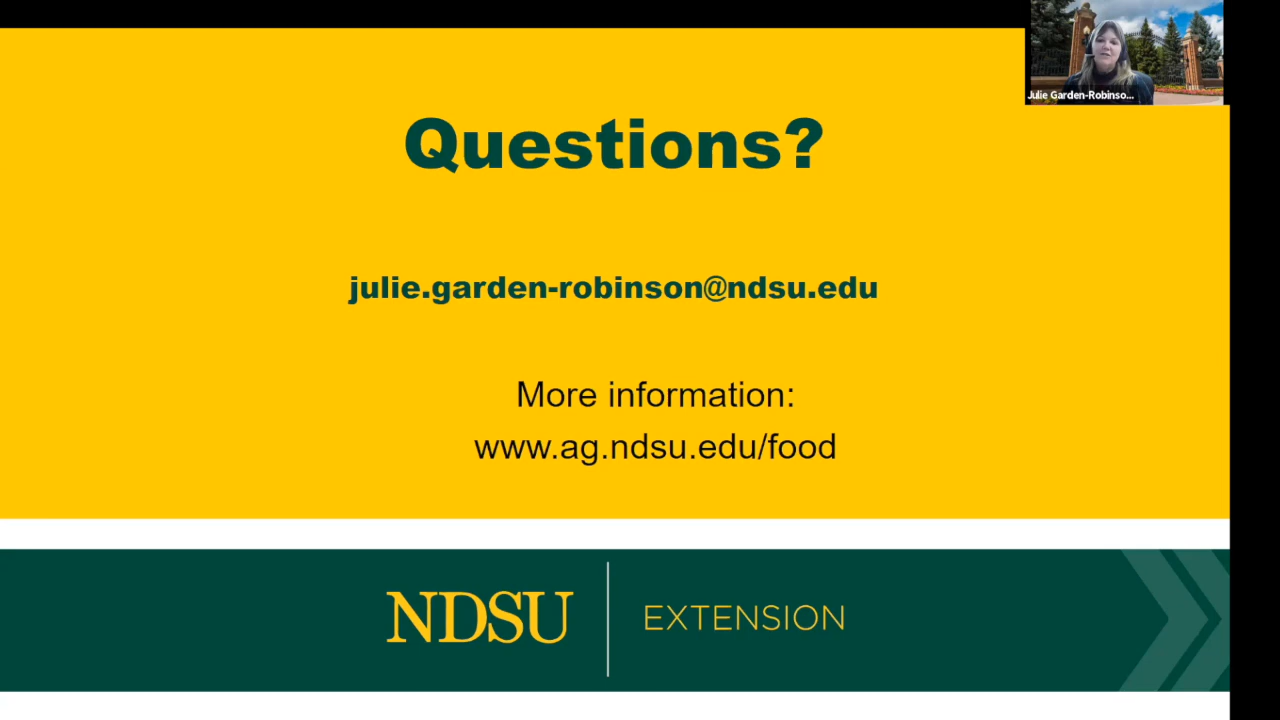 Julie Garden-Robinso...
Questions?
julie.garden-robinson@ndsu.edu
More information:
www.ag.ndsu.edu/food
NDSU EXTENSION